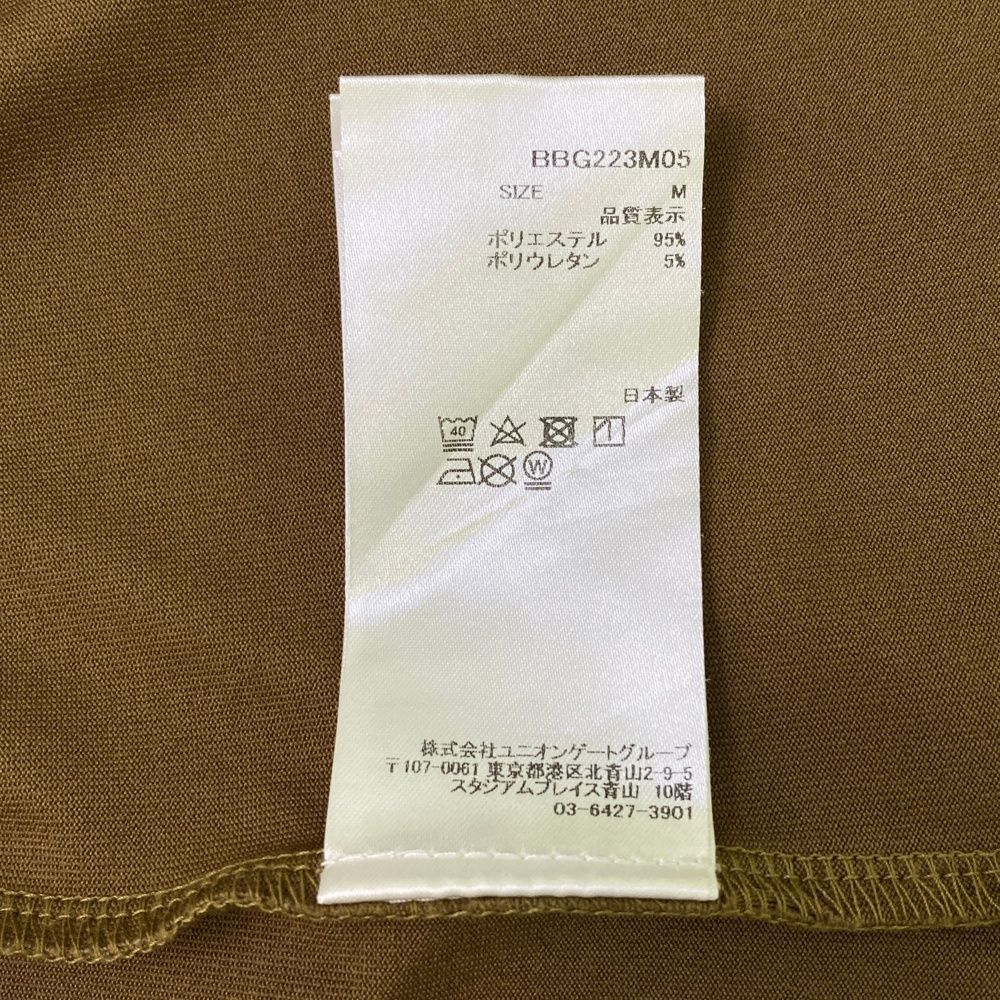 BBG223M05
SIZE M
品質表示
ポリエステル 95%
ポリウレタン 5%
日本製
40
W
株式会社ユニオンゲートグループ
〒107-0061 東京都港区北青山2-9-5
スタジアムプレイス青山 10階
03-6427-3901